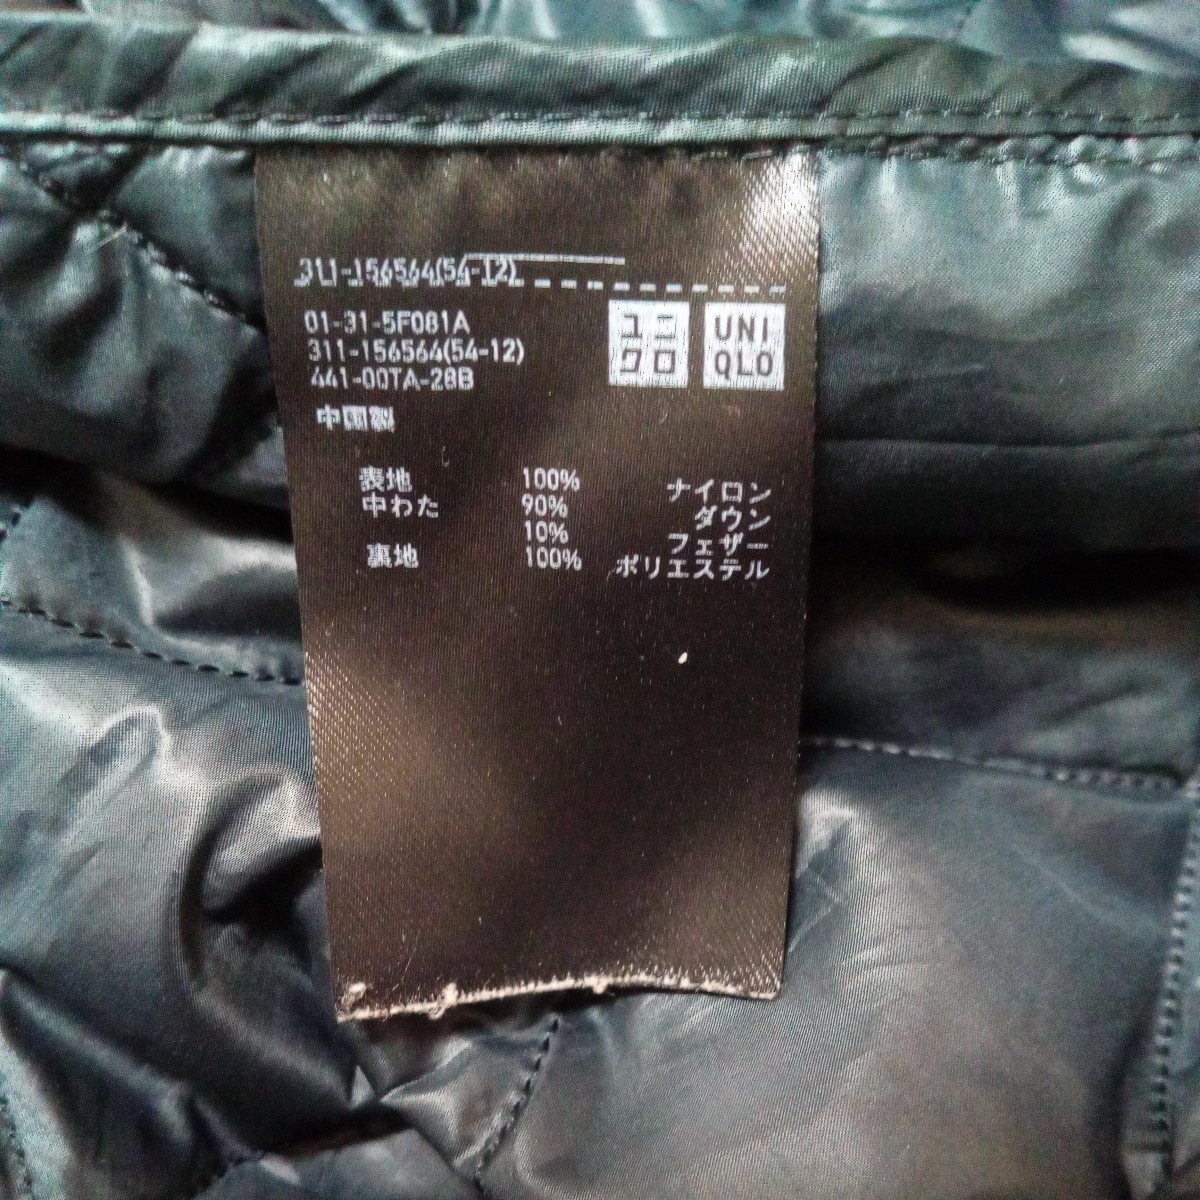 311-156564(54-12)
01-31-5F081A
311-156564(54-12)
441-00TA-28B
ユニ
クロ
UNI
QLO
中国製
表地 100% ナイロン
中わた 90% ダウン
10% フェザー
裏地 100% ポリエステル